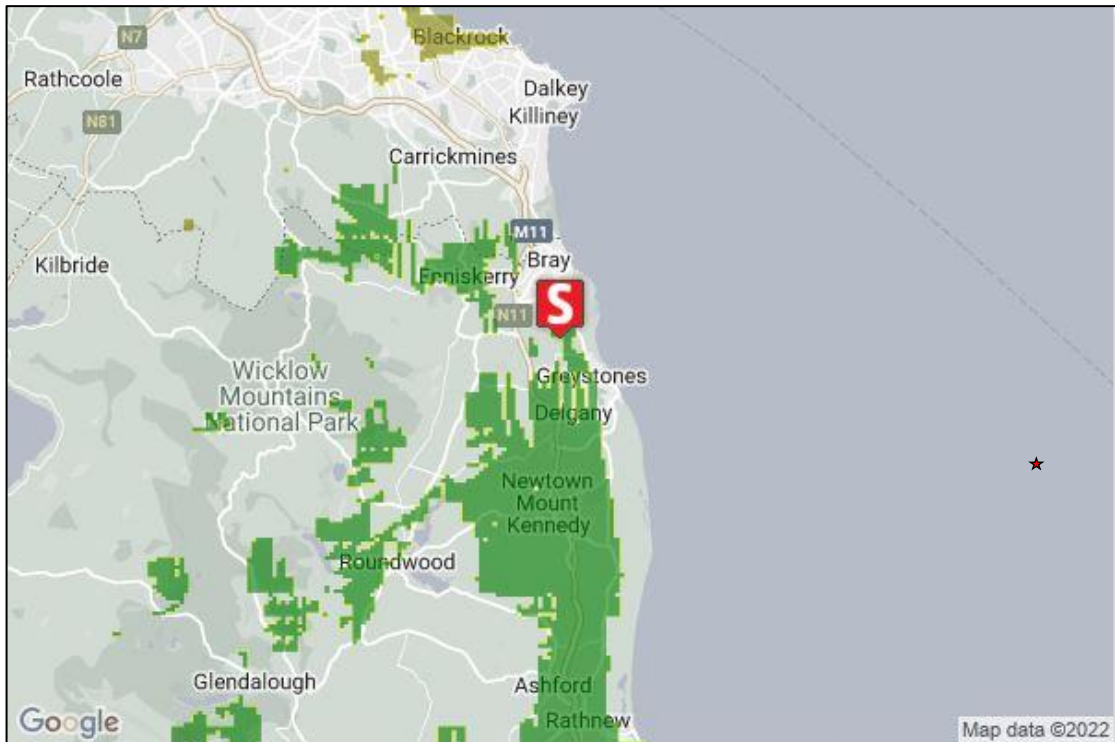 N7
Blackrock
Rathcoole
Dalkey
Killiney
N81
Carrickmines
M11
Bray
Kilbride
Enniskerry
S
N11
Wicklow
Mountains
National Park
Greystones
Delgany
Newtown
Mount
Kennedy
Roundwood
Glendalough
Ashford
Rathnew
Google
Map data ©2022